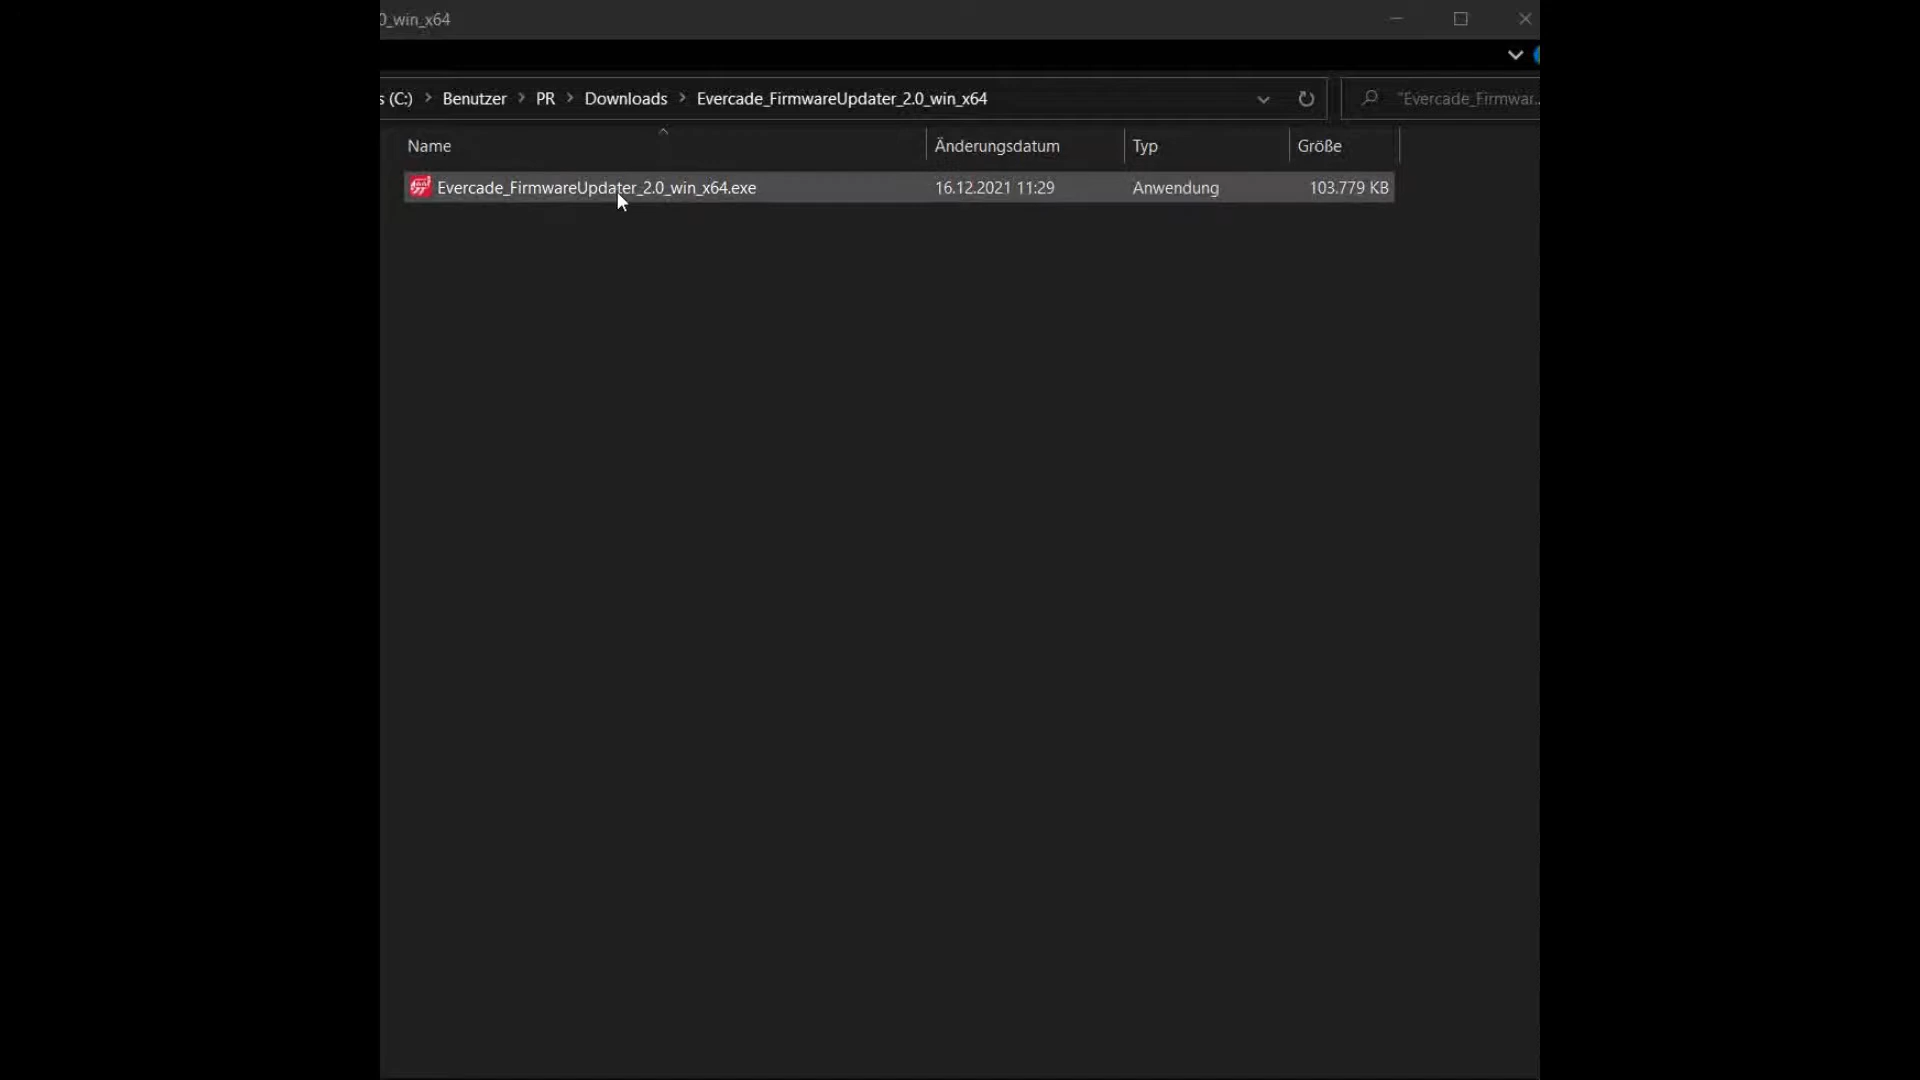 0_win_x64
s (C:) > Benutzer > PR > Downloads > Evercade_FirmwareUpdater_2.0_win_x64
"Evercade_Firmwar...
Name Änderungsdatum Typ Größe
Evercade_FirmwareUpdater_2.0_win_x64.exe 16.12.2021 11:29 Anwendung 103.779 KB